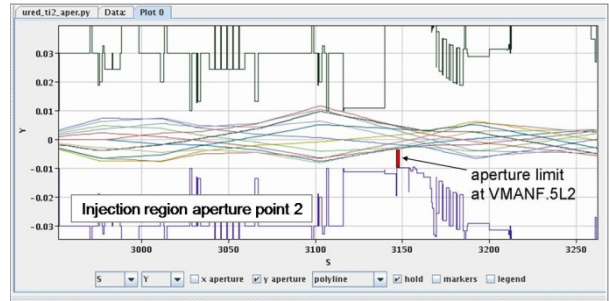 ured_ti2_aper.py Data: Plot 0
0.03
0.02
0.01
0
-0.01
-0.02
-0.03
Y
aperture limit
at VMANF.5L2
Injection region aperture point 2
3000 3050 3100 3150 3200 3250
S
S Y x aperture y aperture polyline hold markers legend